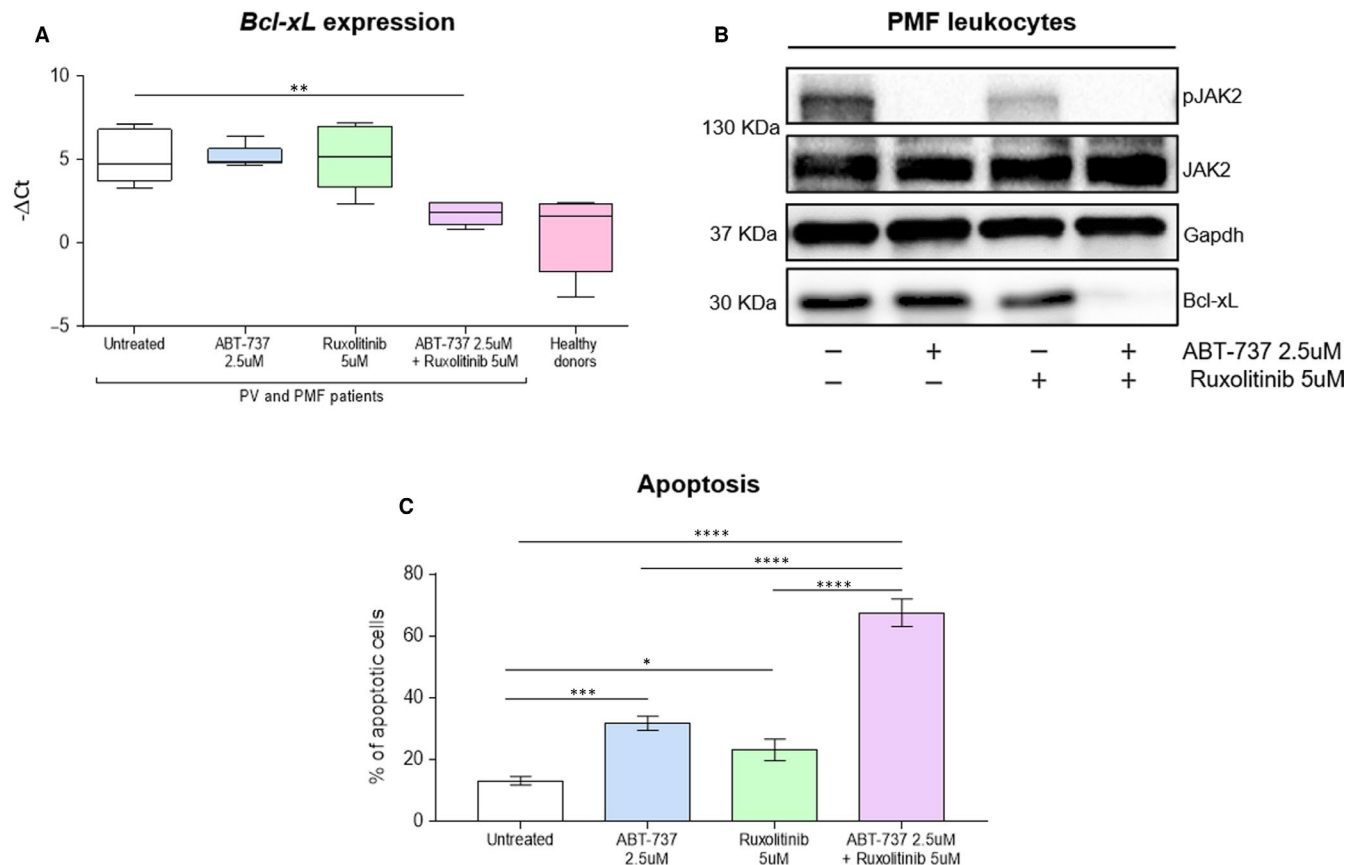 A
Bcl-xL expression
-ΔCt
10
5
0
–5
**
Untreated
ABT-737
2.5uM
Ruxolitinib
5uM
ABT-737 2.5uM
+ Ruxolitinib 5uM
Healthy
donors
PV and PMF patients
B
PMF leukocytes
pJAK2
130 KDa
JAK2
37 KDa
Gapdh
30 KDa
Bcl-xL
– + – + ABT-737 2.5uM
– – + + Ruxolitinib 5uM
Apoptosis
C
****
****
****
*
***
% of apoptotic cells
80
60
40
20
0
Untreated
ABT-737
2.5uM
Ruxolitinib
5uM
ABT-737 2.5uM
+ Ruxolitinib 5uM